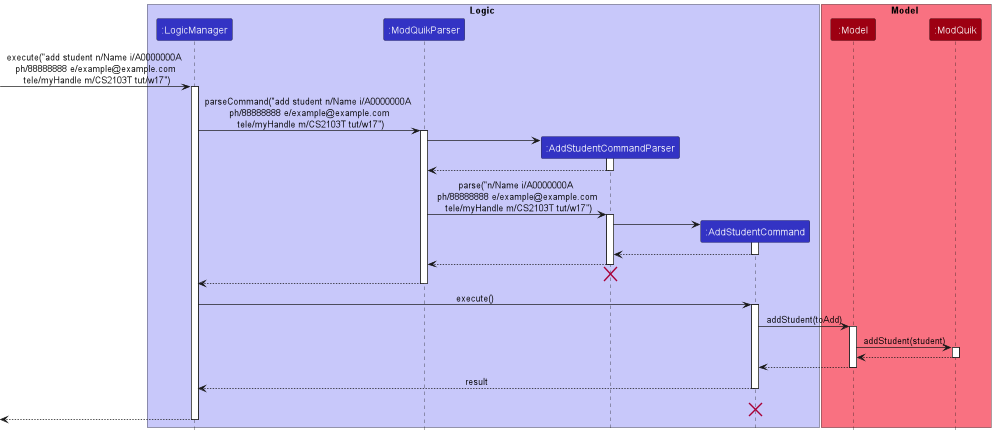 Logic
Model
:LogicManager
:ModQuikParser
:Model
:ModQuik
execute("add student n/Name i/A0000000A
ph/88888888 e/example@example.com
tele/myHandle m/CS2103T tut/w17")
parseCommand("add student n/Name i/A0000000A
ph/88888888 e/example@example.com
tele/myHandle m/CS2103T tut/w17")
:AddStudentCommandParser
parse("n/Name i/A0000000A
ph/88888888 e/example@example.com
tele/myHandle m/CS2103T tut/w17")
:AddStudentCommand
execute()
addStudent(toAdd)
addStudent(student)
result